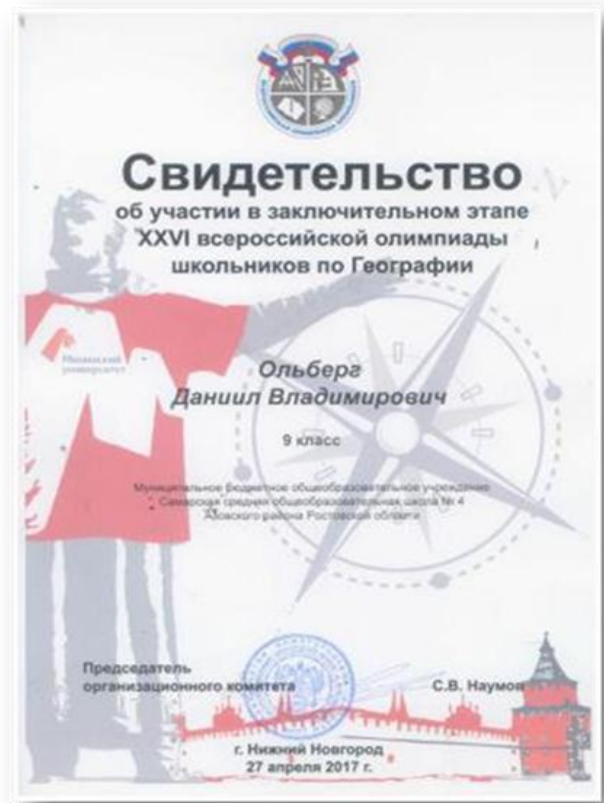 Свидетельство
об участии в заключительном этапе
XXVI всероссийской олимпиады
школьников по Географии
Мининский
университет
Ольберг
Даниил Владимирович
9 класс
Муниципальное бюджетное общеобразовательное учреждение
Самарская средняя общеобразовательная школа № 4
Азовского района Ростовской области
Председатель
организационного комитета
С.В. Наумов
г. Нижний Новгород
27 апреля 2017 г.